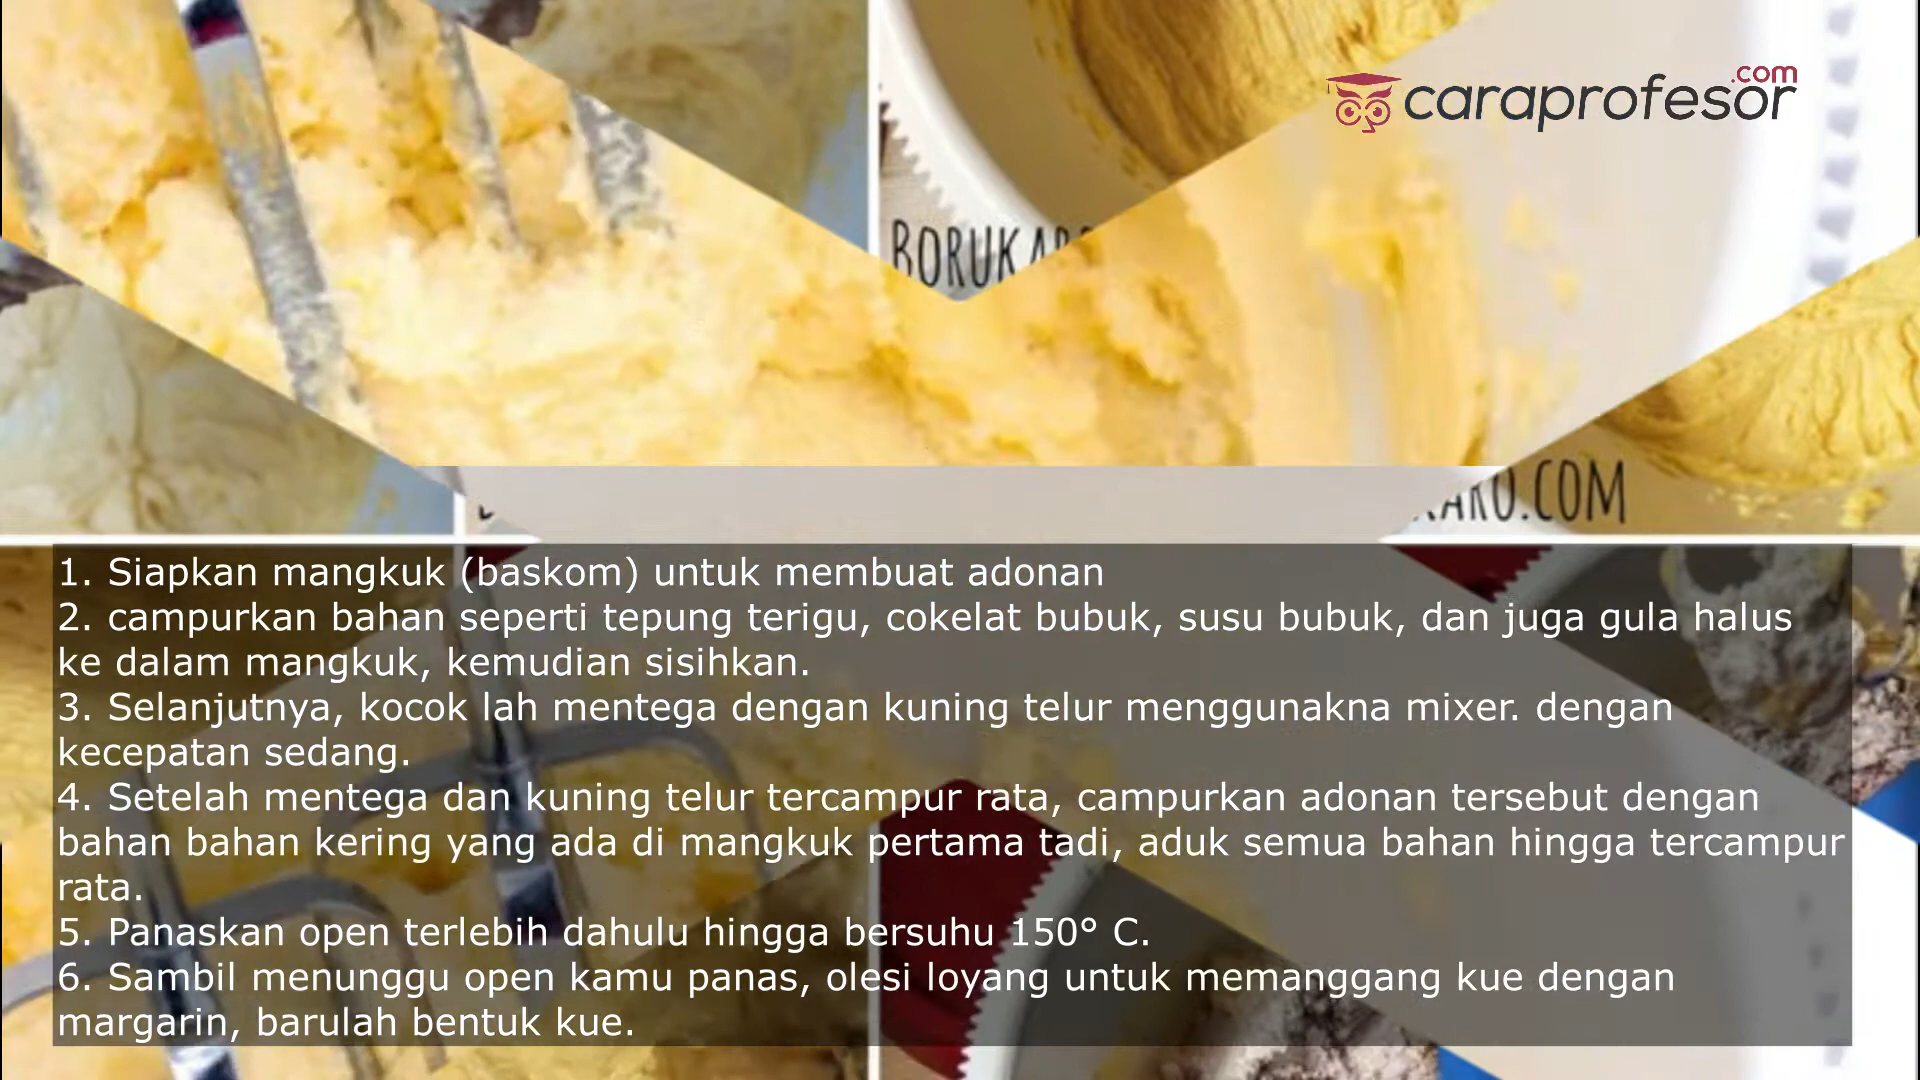 .com
caraprofesor
BORUKARO
KARO.COM
1. Siapkan mangkuk (baskom) untuk membuat adonan
2. campurkan bahan seperti tepung terigu, cokelat bubuk, susu bubuk, dan juga gula halus
ke dalam mangkuk, kemudian sisihkan.
3. Selanjutnya, kocok lah mentega dengan kuning telur menggunakna mixer. dengan
kecepatan sedang.
4. Setelah mentega dan kuning telur tercampur rata, campurkan adonan tersebut dengan
bahan bahan kering yang ada di mangkuk pertama tadi, aduk semua bahan hingga tercampur
rata.
5. Panaskan open terlebih dahulu hingga bersuhu 150° C.
6. Sambil menunggu open kamu panas, olesi loyang untuk memanggang kue dengan
margarin, barulah bentuk kue.